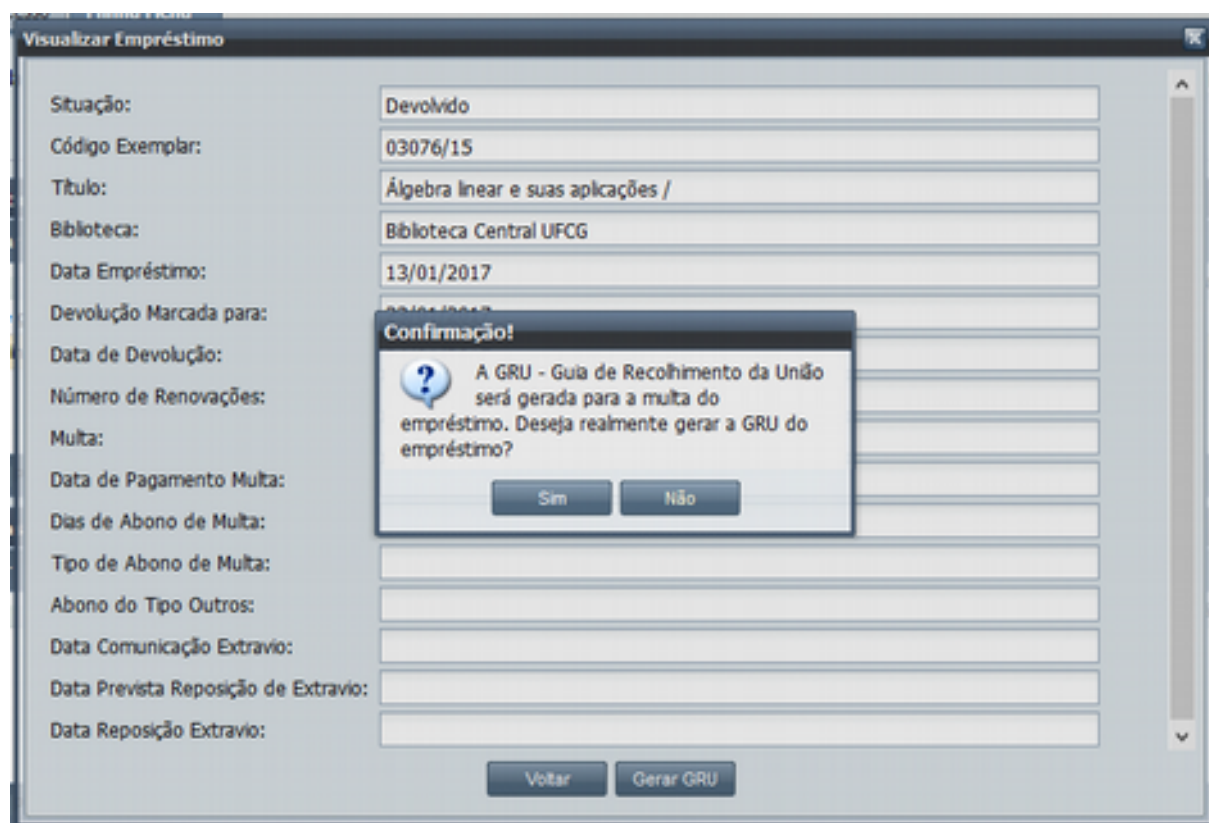 Visualizar Empréstimo
Situação: Devolvido
Código Exemplar: 03076/15
Título: Álgebra linear e suas aplicações /
Biblioteca: Biblioteca Central UFCG
Data Empréstimo: 13/01/2017
Devolução Marcada para:
Data de Devolução:
Número de Renovações:
Multa:
Data de Pagamento Multa:
Dias de Abono de Multa:
Tipo de Abono de Multa:
Abono do Tipo Outros:
Data Comunicação Extravio:
Data Prevista Reposição de Extravio:
Data Reposição Extravio:
Confirmação!
A GRU - Guia de Recolhimento da União
será gerada para a multa do
empréstimo. Deseja realmente gerar a GRU do
empréstimo?
Sim Não
Voltar Gerar GRU